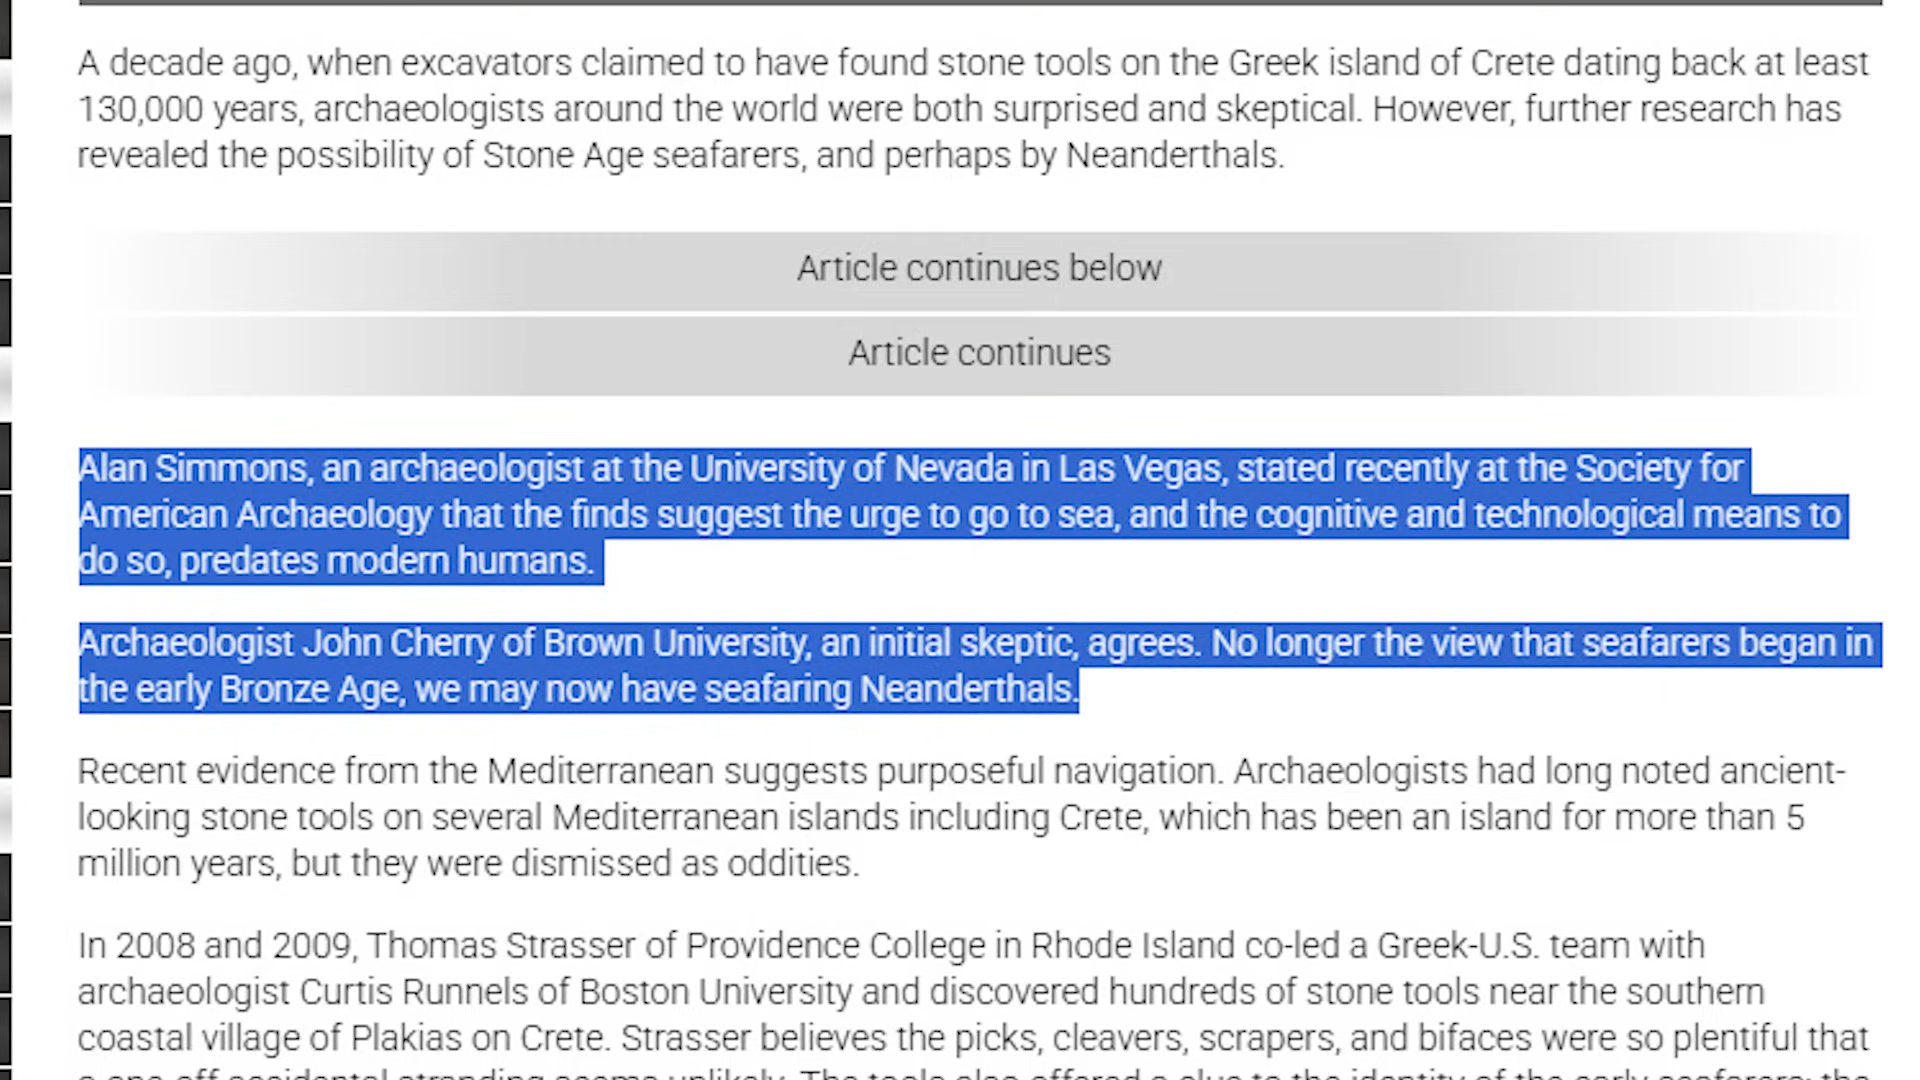 A decade ago, when excavators claimed to have found stone tools on the Greek island of Crete dating back at least
130,000 years, archaeologists around the world were both surprised and skeptical. However, further research has
revealed the possibility of Stone Age seafarers, and perhaps by Neanderthals.
Article continues below
Article continues
Alan Simmons, an archaeologist at the University of Nevada in Las Vegas, stated recently at the Society for
American Archaeology that the finds suggest the urge to go to sea, and the cognitive and technological means to
do so, predates modern humans.
Archaeologist John Cherry of Brown University, an initial skeptic, agrees. No longer the view that seafarers began in
the early Bronze Age, we may now have seafaring Neanderthals.
Recent evidence from the Mediterranean suggests purposeful navigation. Archaeologists had long noted ancient-
looking stone tools on several Mediterranean islands including Crete, which has been an island for more than 5
million years, but they were dismissed as oddities.
In 2008 and 2009, Thomas Strasser of Providence College in Rhode Island co-led a Greek-U.S. team with
archaeologist Curtis Runnels of Boston University and discovered hundreds of stone tools near the southern
coastal village of Plakias on Crete. Strasser believes the picks, cleavers, scrapers, and bifaces were so plentiful that